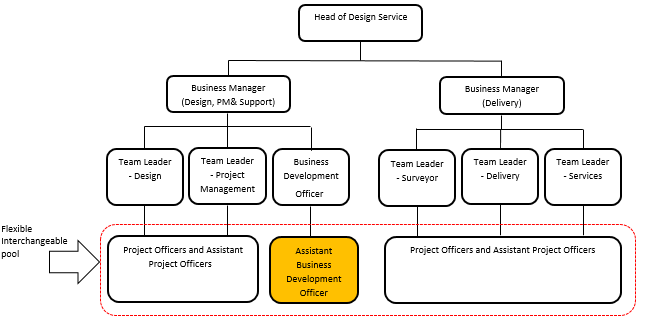 Head of Design Service
Business Manager
(Design, PM& Support)
Business Manager
(Delivery)
Team Leader
- Design
Team Leader
- Project
Management
Business
Development
Officer
Team Leader
- Surveyor
Team Leader
- Delivery
Team Leader
- Services
Flexible
Interchangeable
pool
Project Officers and Assistant
Project Officers
Assistant
Business
Development
Officer
Project Officers and Assistant Project Officers